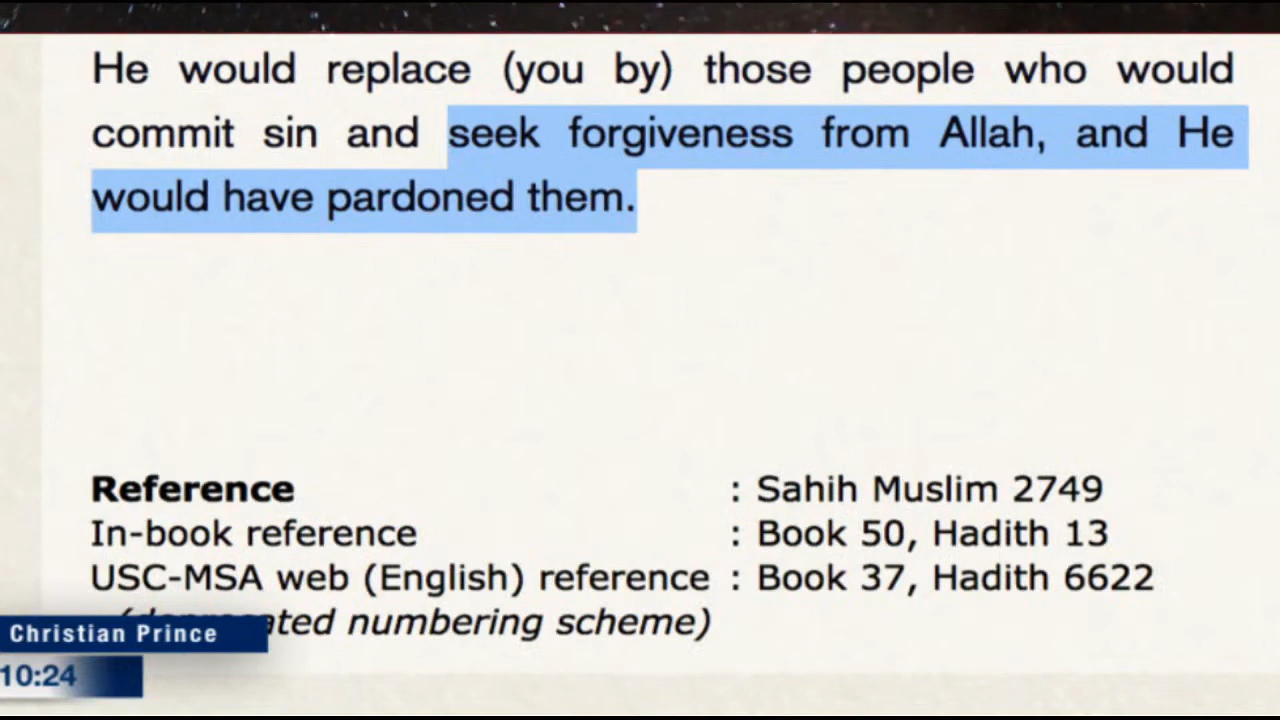 He would replace (you by) those people who would
commit sin and seek forgiveness from Allah, and He
would have pardoned them.
Reference : Sahih Muslim 2749
In-book reference : Book 50, Hadith 13
USC-MSA web (English) reference : Book 37, Hadith 6622
numbering scheme)
Christian Prince
10:24